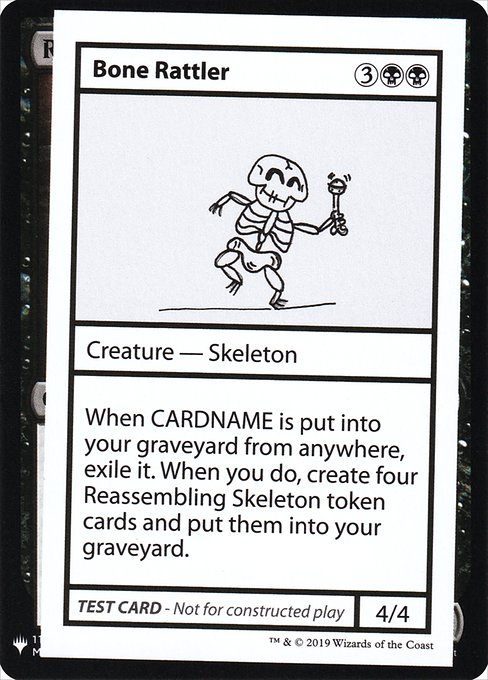 Bone Rattler 3
Creature — Skeleton
When CARDNAME is put into
your graveyard from anywhere,
exile it. When you do, create four
Reassembling Skeleton token
cards and put them into your
graveyard.
TEST CARD - Not for constructed play 4/4
™ & © 2019 Wizards of the Coast